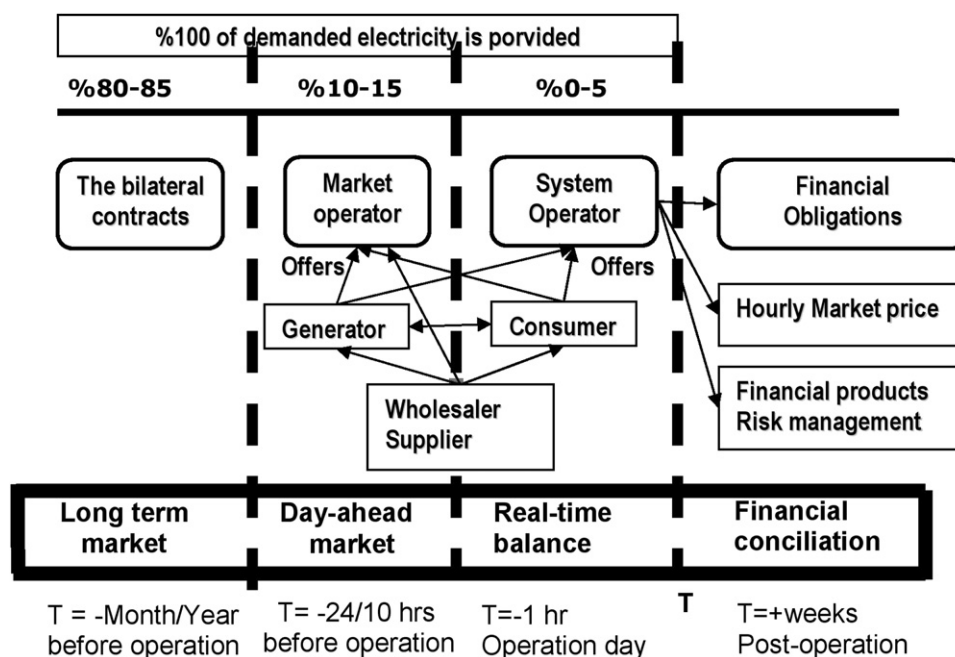 %100 of demanded electricity is porvided
%80-85
%10-15
%0-5
The bilateral
contracts
Market
operator
System
Operator
Financial
Obligations
Offers
Offers
Generator
Consumer
Hourly Market price
Wholesaler
Supplier
Financial products
Risk management
Long term
market
Day-ahead
market
Real-time
balance
Financial
conciliation
T = -Month/Year
before operation
T= -24/10 hrs
before operation
T=-1 hr
Operation day
T
T=+weeks
Post-operation